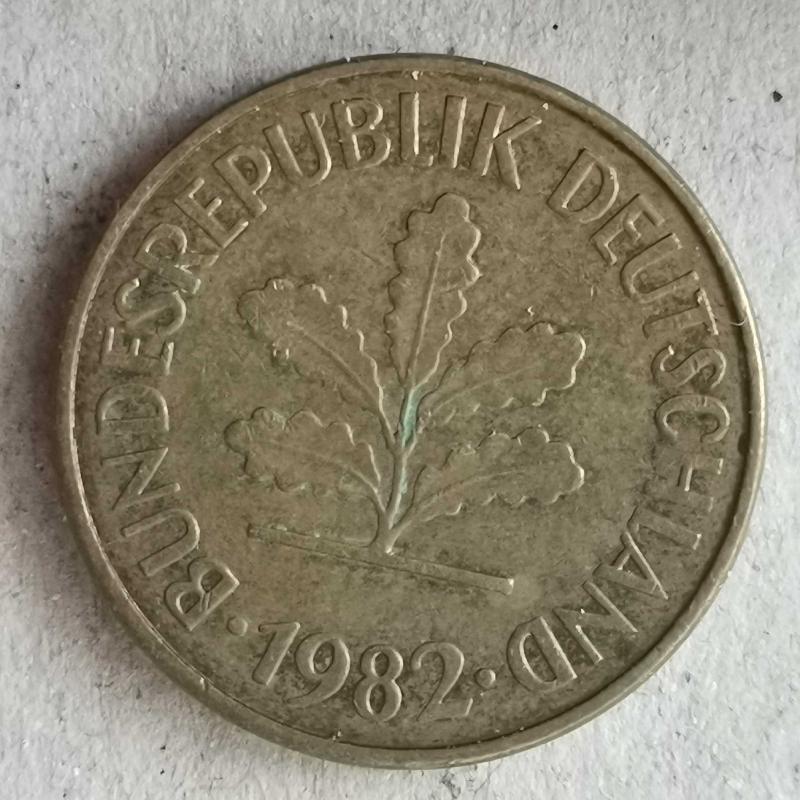 BUNDESREPUBLIK DEUTSCHLAND
· 1982 ·